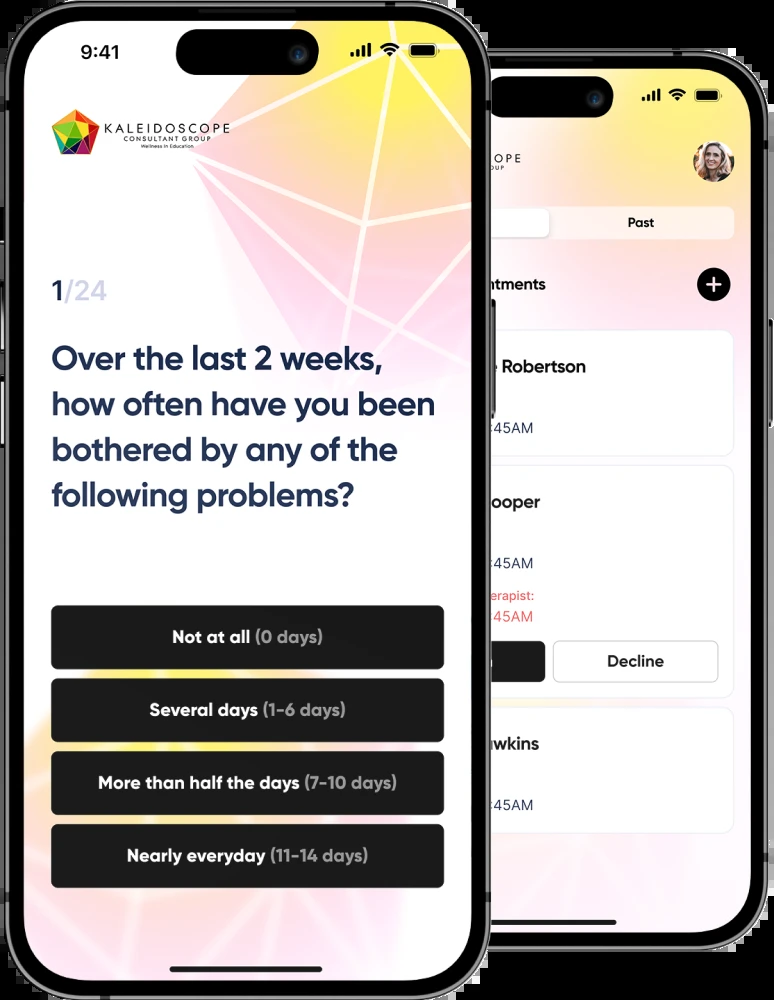 9:41
KALEIDOSCOPE
CONSULTANT GROUP
Wellness in Education
1/24
Over the last 2 weeks,
how often have you been
bothered by any of the
following problems?
Not at all (0 days)
Several days (1-6 days)
More than half the days (7-10 days)
Nearly everyday (11-14 days)
OPE
OUP
Past
ntments
Robertson
:45AM
ooper
:45AM
erapist:
:45AM
Decline
wkins
:45AM